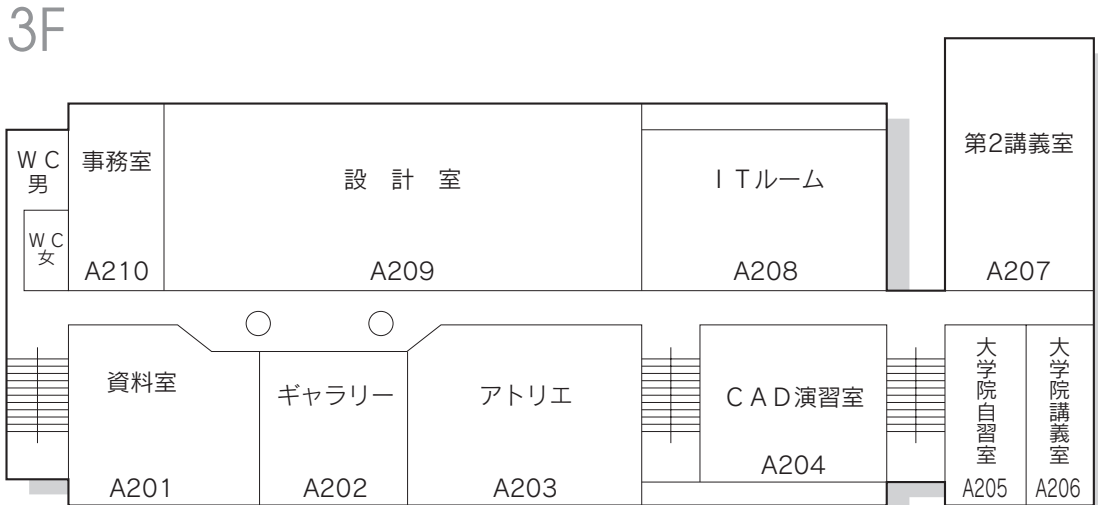 3F
ＷＣ
男
ＷＣ
女
事務室
A210
設　計　室
A209
ＩＴルーム
A208
第2講義室
A207
資料室
A201
ギャラリー
A202
アトリエ
A203
ＣＡＤ演習室
A204
大学院自習室
A205
大学院講義室
A206